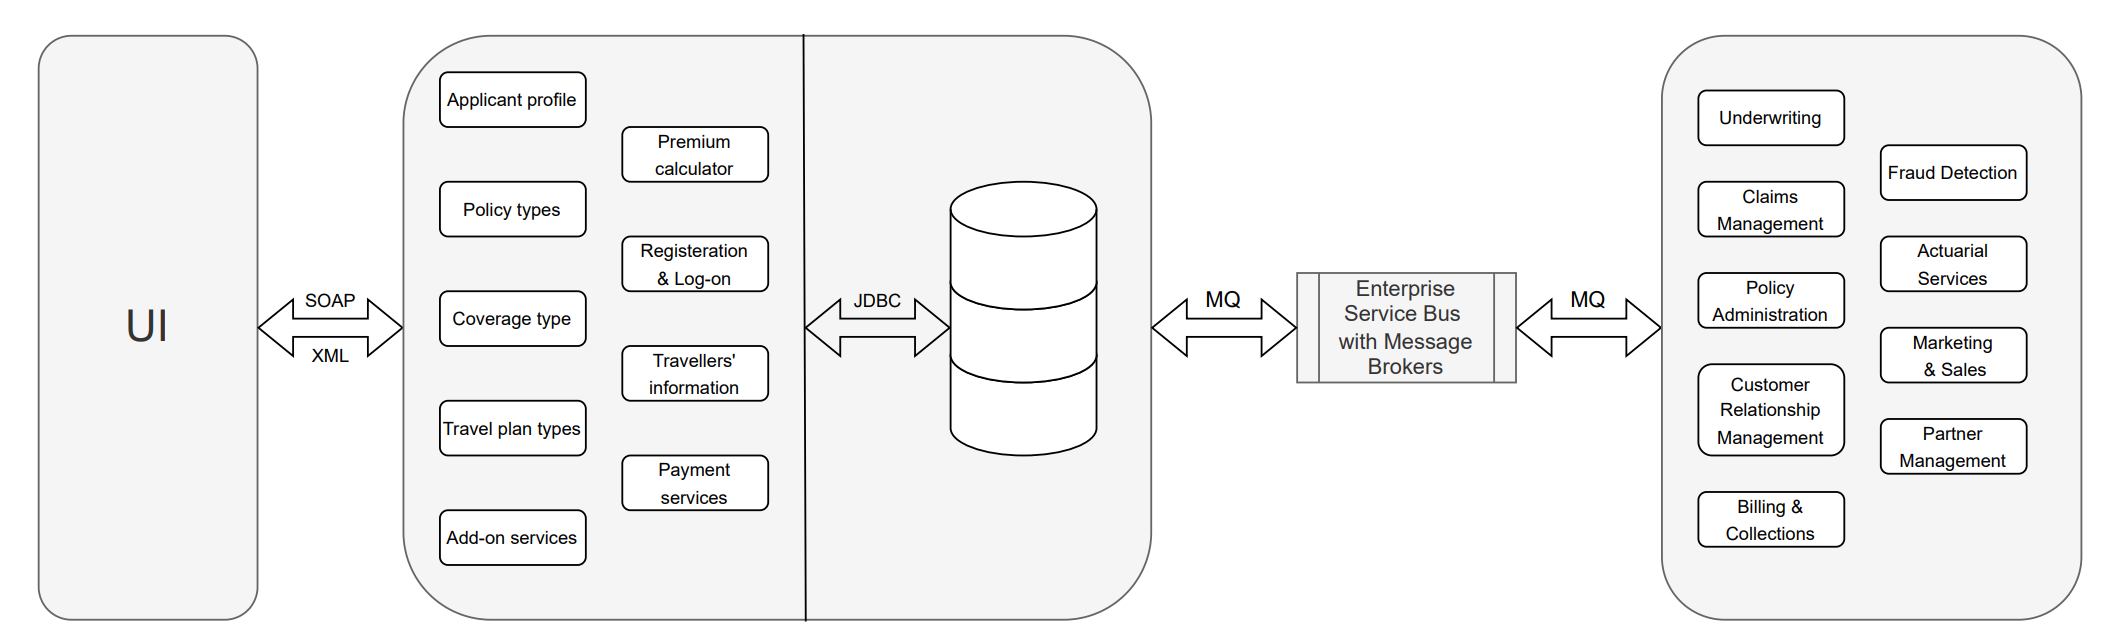 UI
SOAP
XML
Applicant profile
Premium
calculator
Policy types
Registeration
& Log-on
Coverage type
Travellers'
information
Travel plan types
Payment
services
Add-on services
JDBC
MQ
Enterprise
Service Bus
with Message
Brokers
MQ
Underwriting
Fraud Detection
Claims
Management
Actuarial
Services
Policy
Administration
Marketing
& Sales
Customer
Relationship
Management
Partner
Management
Billing &
Collections